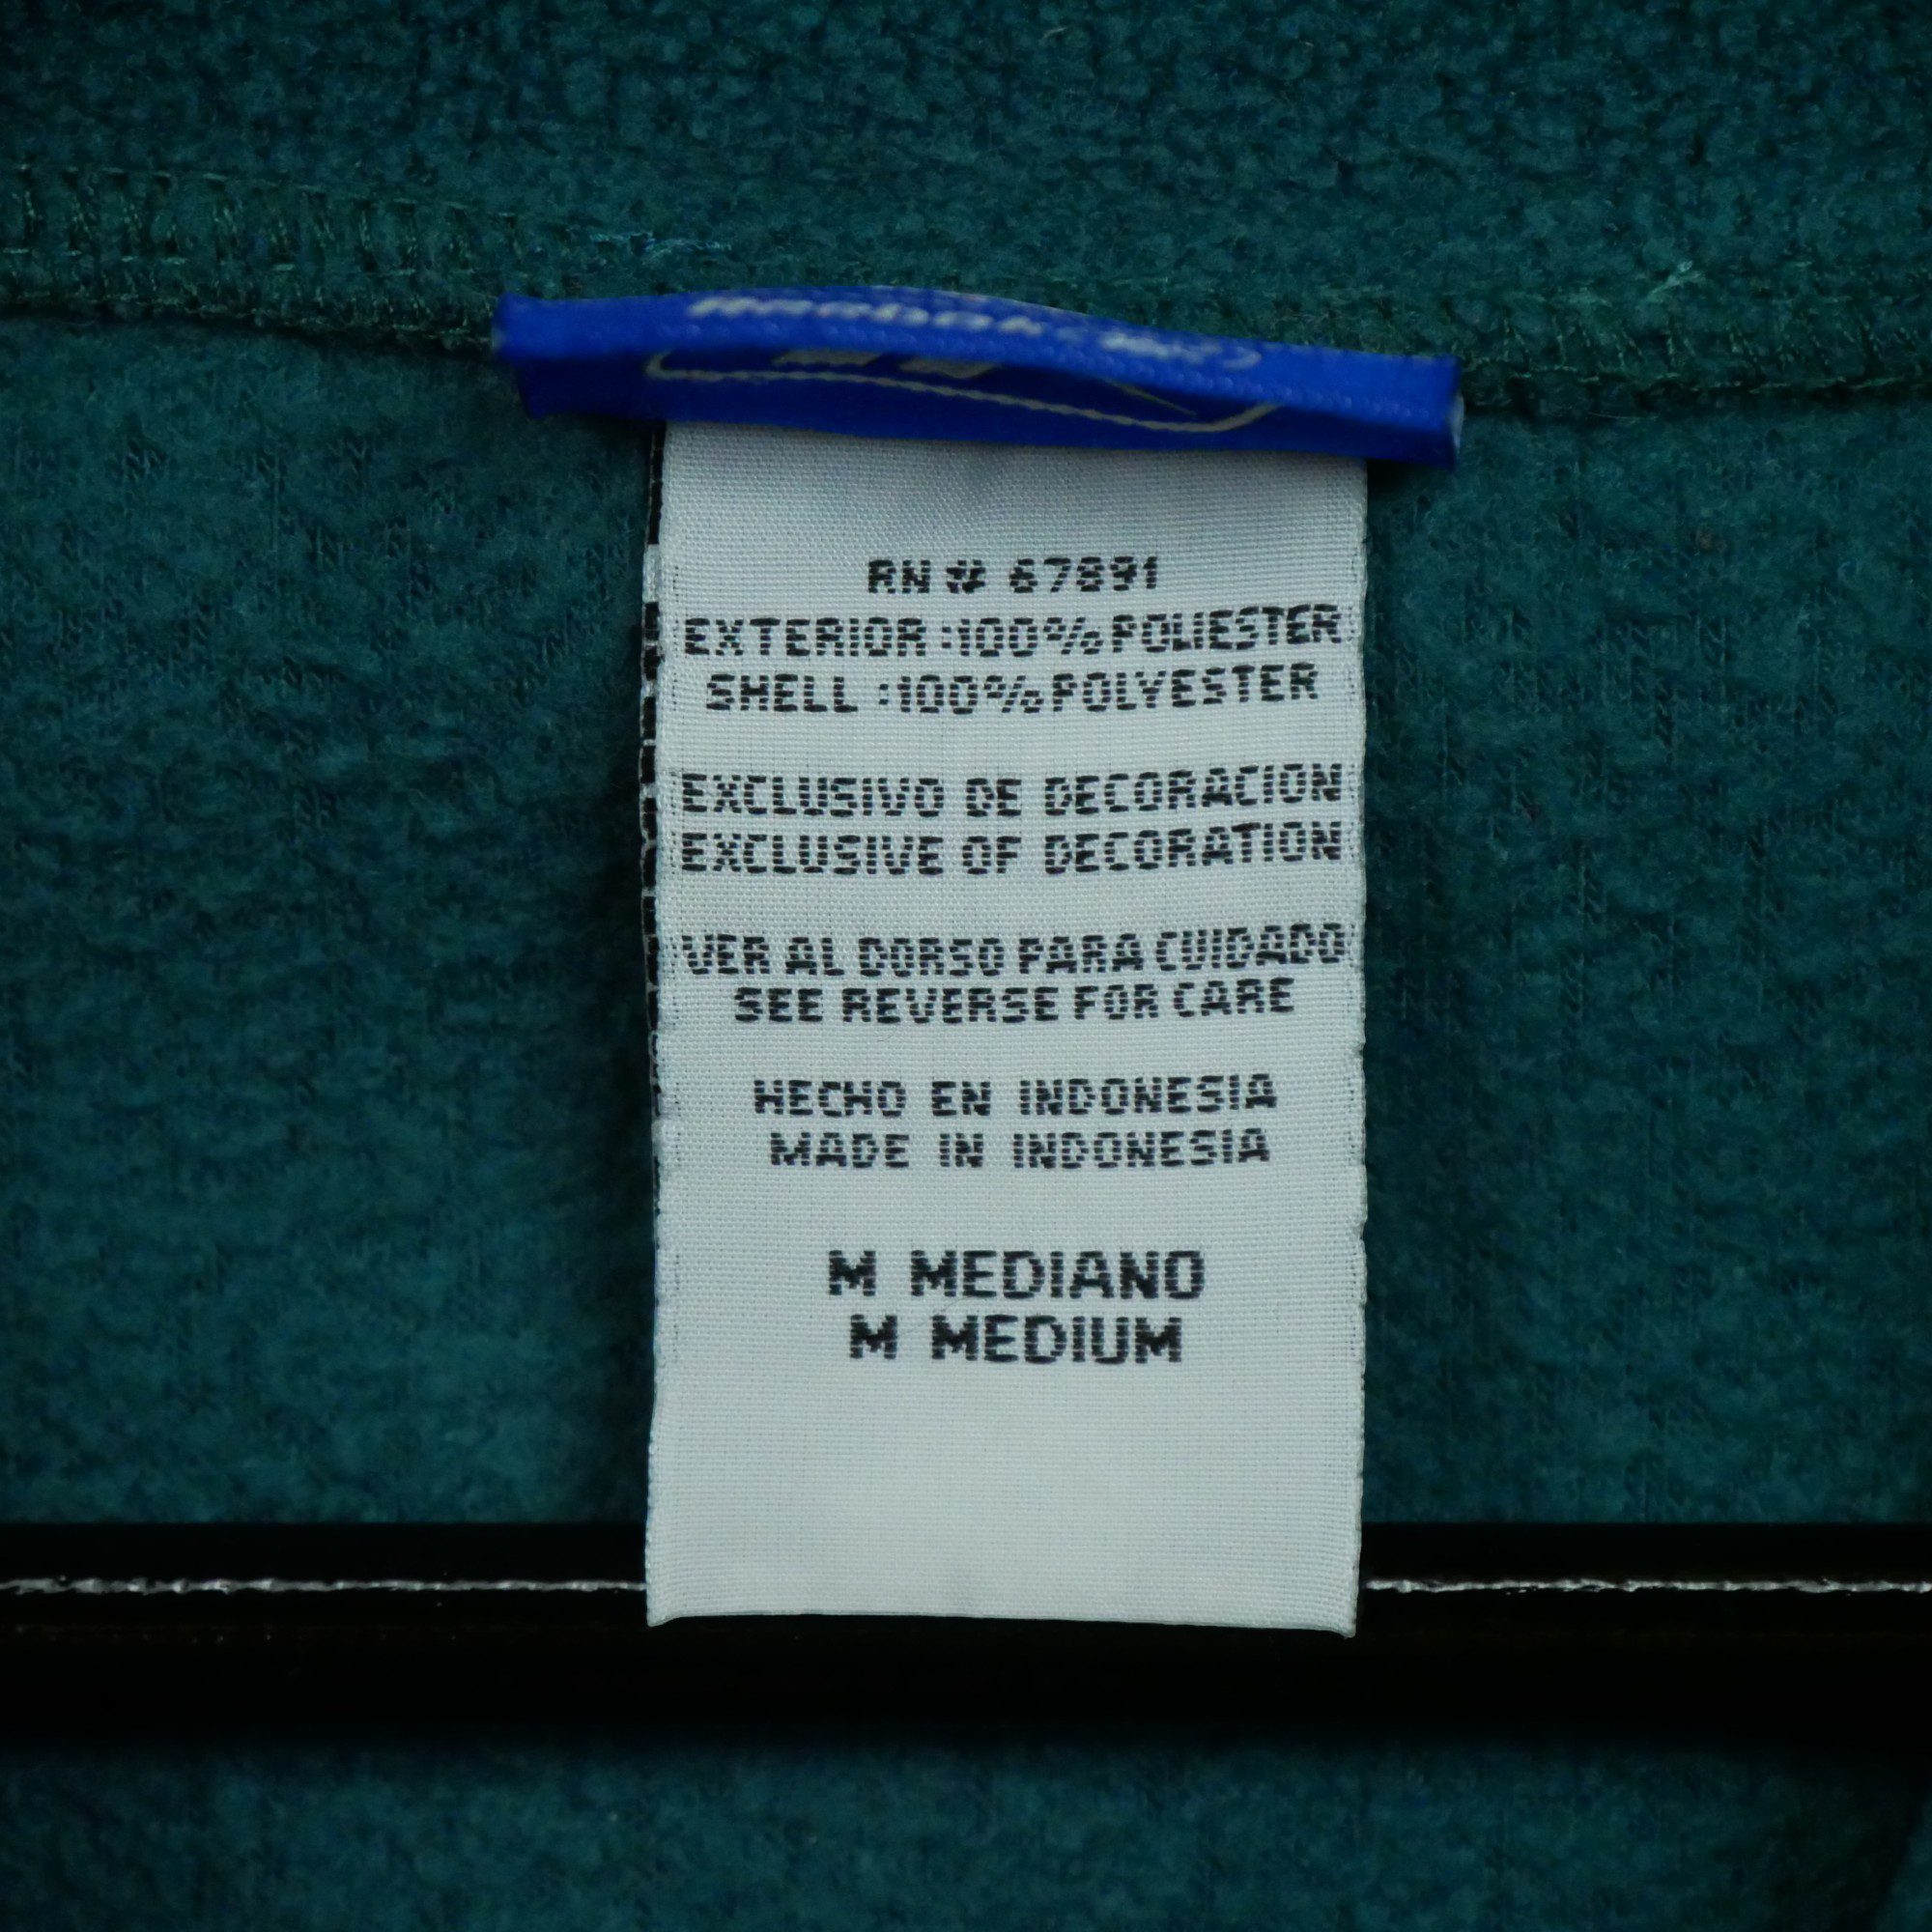 Reebok
RN # 67891
EXTERIOR :100% POLIESTER
SHELL :100% POLYESTER
EXCLUSIVO DE DECORACION
EXCLUSIVE OF DECORATION
VER AL DORSO PARA CUIDADO
SEE REVERSE FOR CARE
HECHO EN INDONESIA
MADE IN INDONESIA
M MEDIANO
M MEDIUM